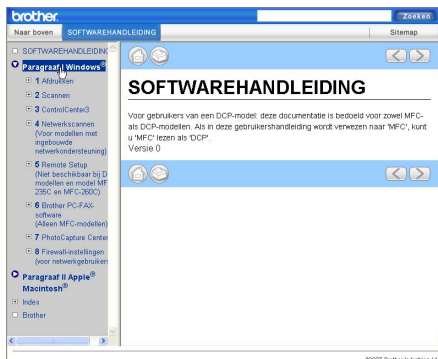 brother.
Zoeken
Naar boven
SOFTWAREHANDLEIDING
Sitemap
SOFTWAREHANDLEIDING
Paragraaf I Windows®
1 Afdrukken
2 Scannen
3 ControlCenter3
4 Netwerkscannen
(Voor modellen met
ingebouwde
netwerkondersteuning)
5 Remote Setup
(Niet beschikbaar bij D
modellen en model MF
235C en MFC-260C)
6 Brother PC-FAX-
software
(Alleen MFC-modellen)
7 PhotoCapture Center
8 Firewall-instellingen
(voor netwerkgebruikers
Paragraaf II Apple®
Macintosh®
Index
Brother
SOFTWAREHANDLEIDING
Voor gebruikers van een DCP-model: deze documentatie is bedoeld voor zowel MFC-
als DCP-modellen. Als in deze gebruikershandleiding wordt verwezen naar 'MFC', kunt
u 'MFC' lezen als 'DCP'.
Versie 0